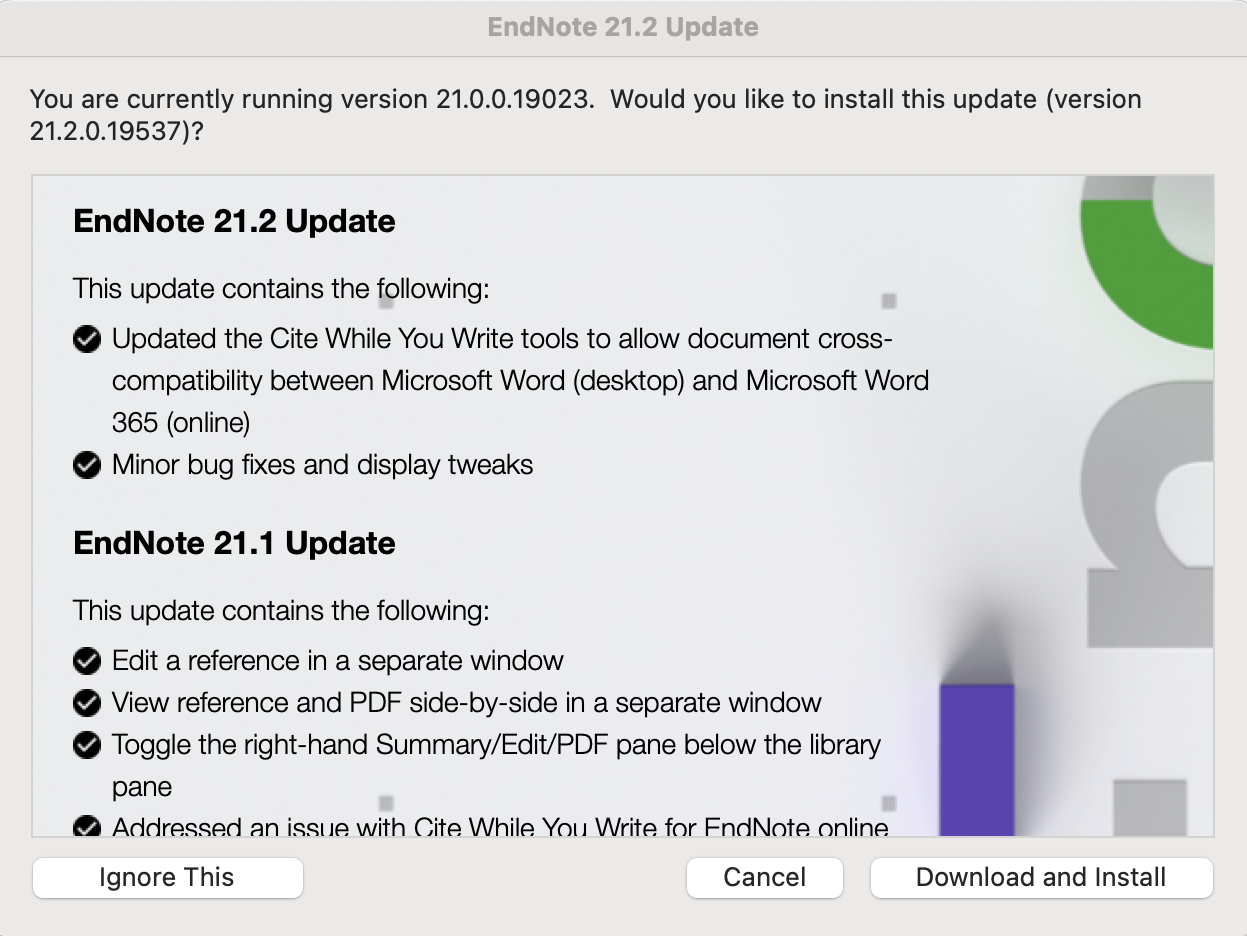 EndNote 21.2 Update
You are currently running version 21.0.0.19023.  Would you like to install this update (version
21.2.0.19537)?
EndNote 21.2 Update
This update contains the following:
Updated the Cite While You Write tools to allow document cross-
compatibility between Microsoft Word (desktop) and Microsoft Word
365 (online)
Minor bug fixes and display tweaks
EndNote 21.1 Update
This update contains the following:
Edit a reference in a separate window
View reference and PDF side-by-side in a separate window
Toggle the right-hand Summary/Edit/PDF pane below the library
pane
Addressed an issue with Cite While You Write for EndNote online
Ignore This
Cancel
Download and Install